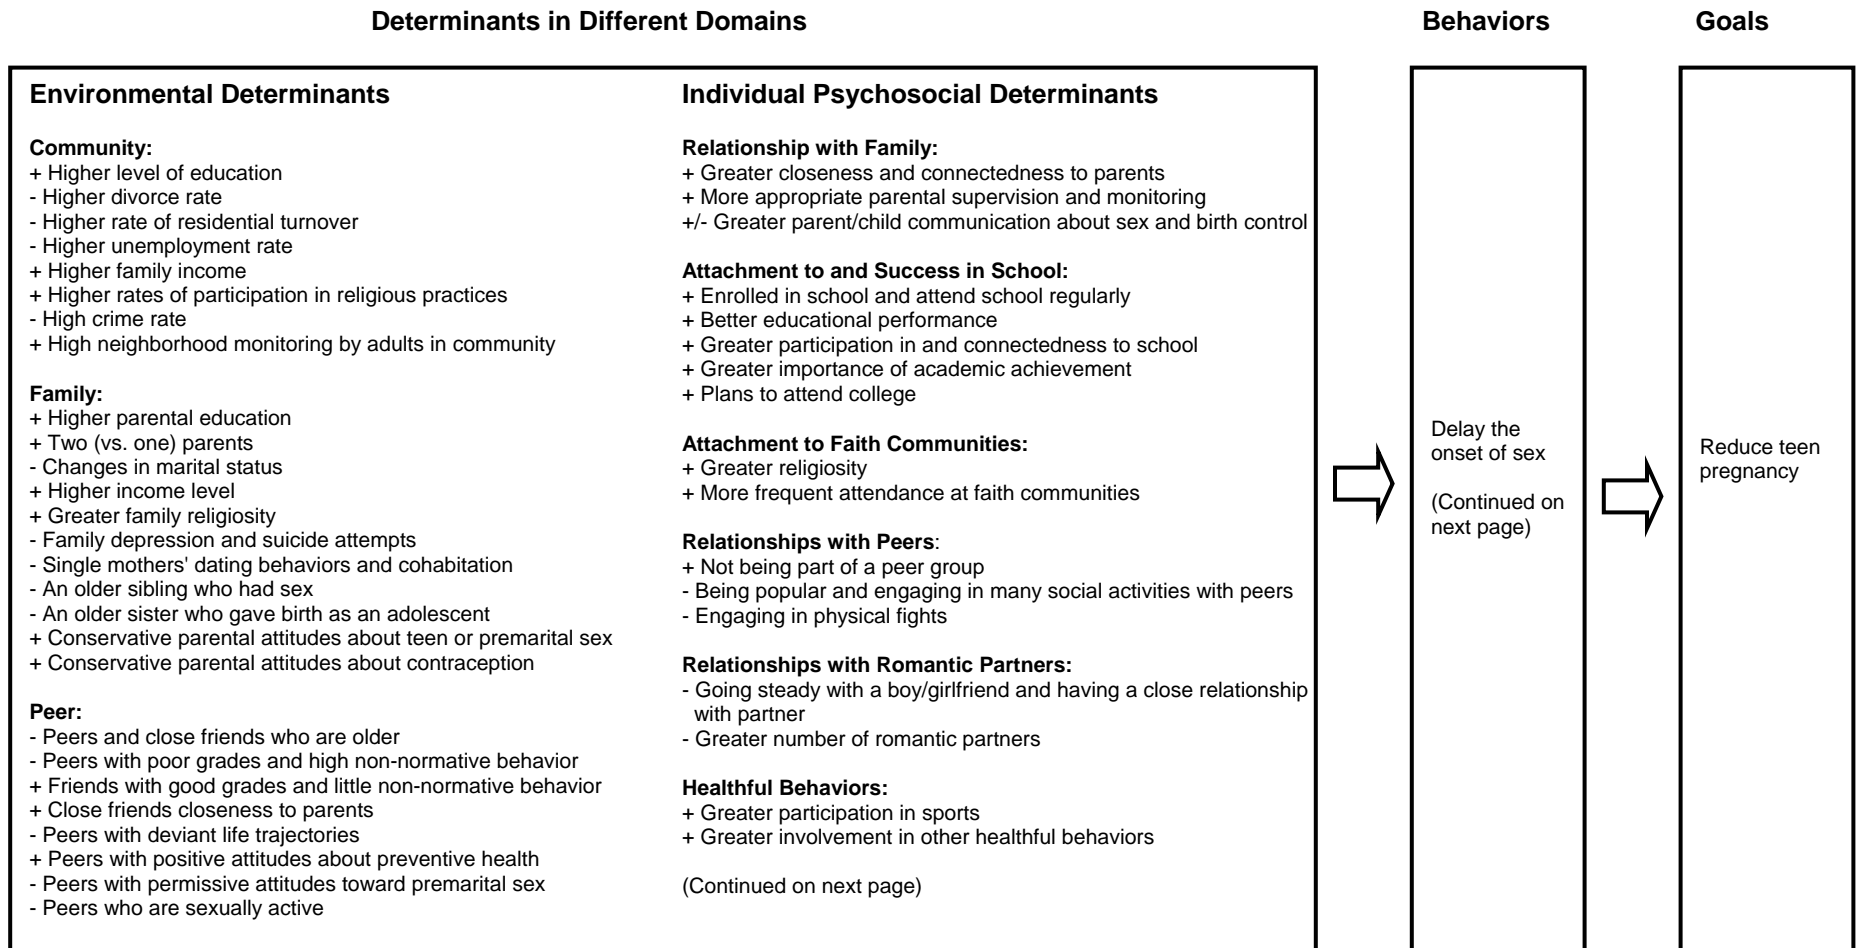 Determinants in Different Domains
Behaviors
Goals
Environmental Determinants
Community:
+ Higher level of education
- Higher divorce rate
- Higher rate of residential turnover
- Higher unemployment rate
+ Higher family income
+ Higher rates of participation in religious practices
- High crime rate
+ High neighborhood monitoring by adults in community
Family:
+ Higher parental education
+ Two (vs. one) parents
- Changes in marital status
+ Higher income level
+ Greater family religiosity
- Family depression and suicide attempts
- Single mothers' dating behaviors and cohabitation
- An older sibling who had sex
- An older sister who gave birth as an adolescent
+ Conservative parental attitudes about teen or premarital sex
+ Conservative parental attitudes about contraception
Peer:
- Peers and close friends who are older
- Peers with poor grades and high non-normative behavior
+ Friends with good grades and little non-normative behavior
+ Close friends closeness to parents
- Peers with deviant life trajectories
+ Peers with positive attitudes about preventive health
- Peers with permissive attitudes toward premarital sex
- Peers who are sexually active
Individual Psychosocial Determinants
Relationship with Family:
+ Greater closeness and connectedness to parents
+ More appropriate parental supervision and monitoring
+/- Greater parent/child communication about sex and birth control
Attachment to and Success in School:
+ Enrolled in school and attend school regularly
+ Better educational performance
+ Greater participation in and connectedness to school
+ Greater importance of academic achievement
+ Plans to attend college
Attachment to Faith Communities:
+ Greater religiosity
+ More frequent attendance at faith communities
Relationships with Peers:
+ Not being part of a peer group
- Being popular and engaging in many social activities with peers
- Engaging in physical fights
Relationships with Romantic Partners:
- Going steady with a boy/girlfriend and having a close relationship
with partner
- Greater number of romantic partners
Healthful Behaviors:
+ Greater participation in sports
+ Greater involvement in other healthful behaviors
(Continued on next page)
Delay the
onset of sex
(Continued on
next page)
Reduce teen
pregnancy